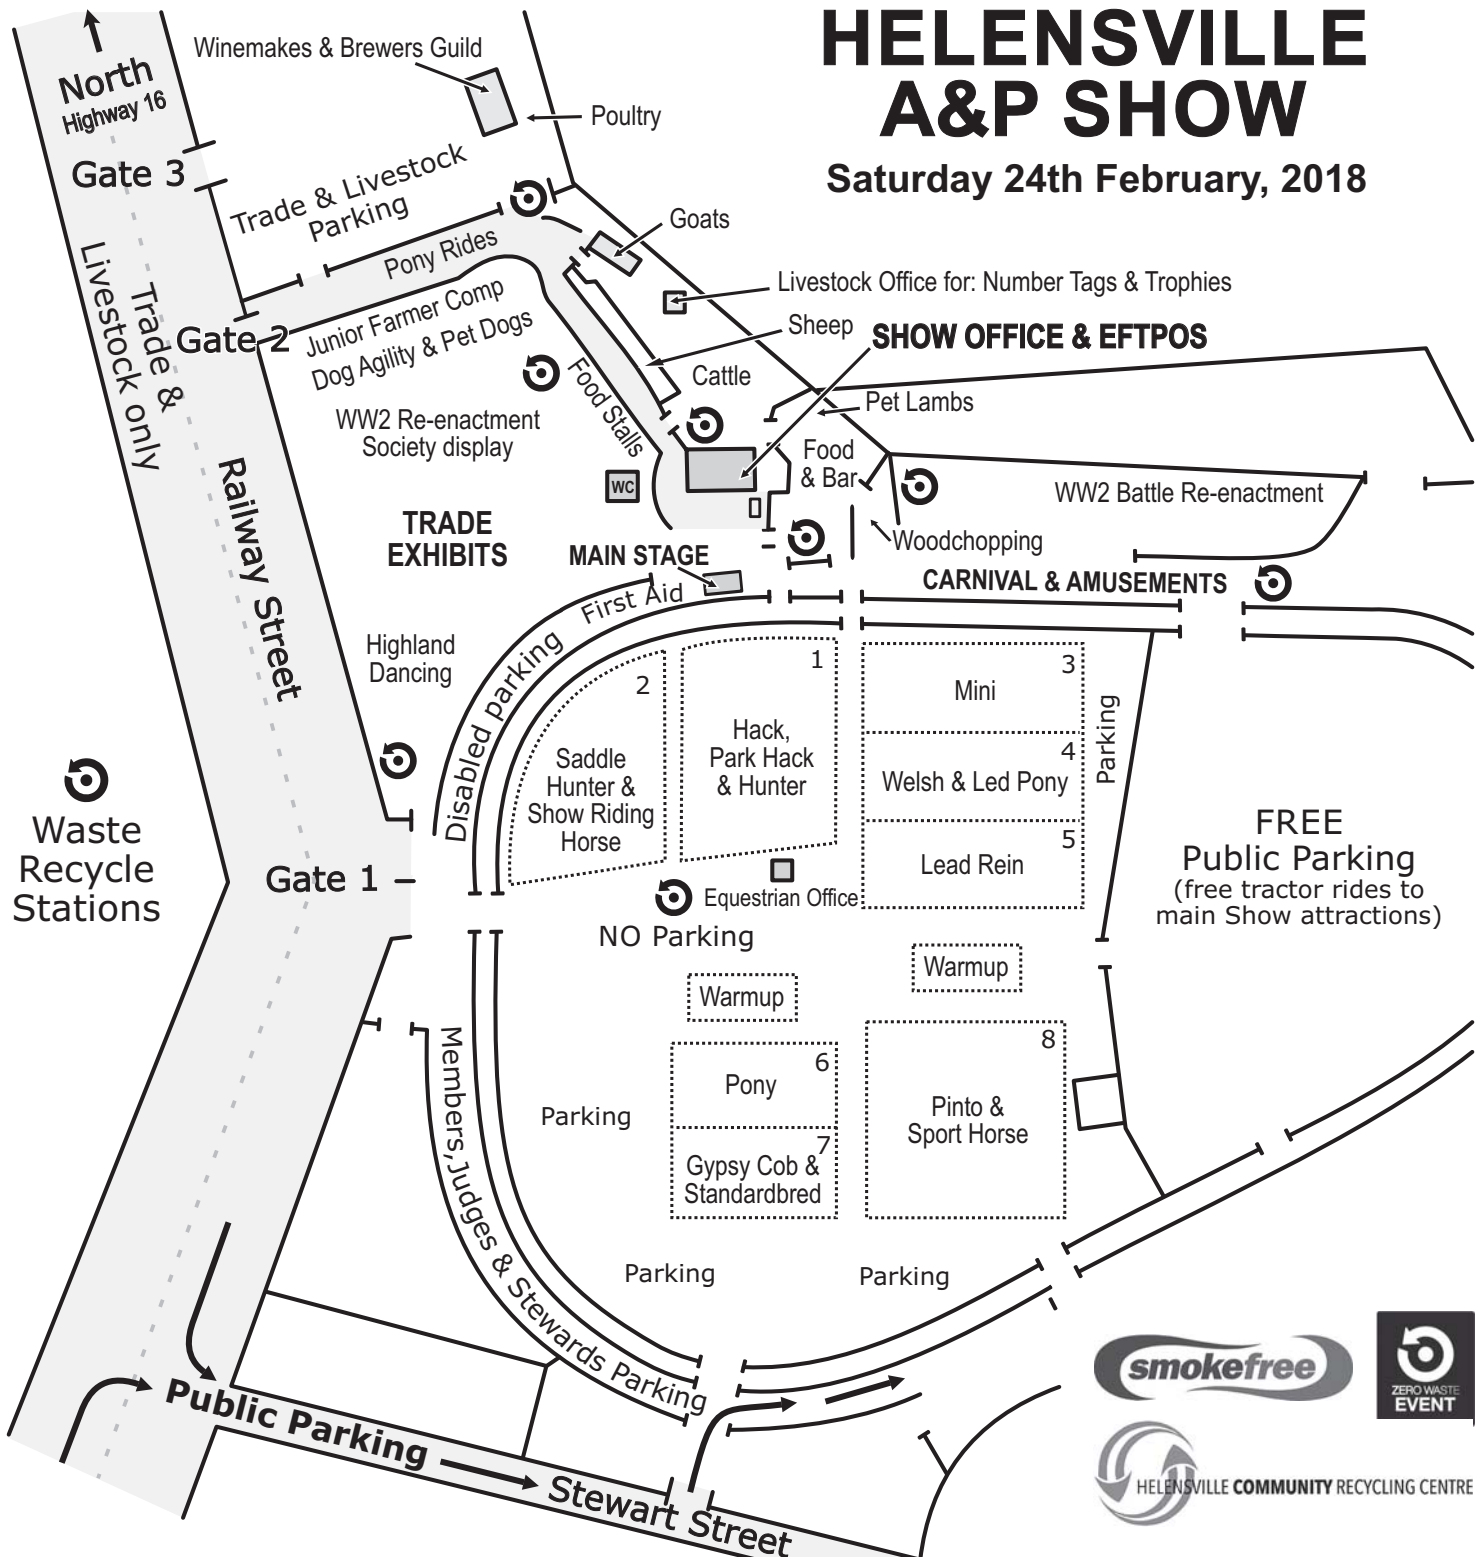 HELENSVILLE
A&P SHOW
Saturday 24th February, 2018
North
Highway 16
Winemakes & Brewers Guild
Poultry
Gate 3
Trade & Livestock
Parking
Pony Rides
Goats
Livestock Office for: Number Tags & Trophies
Sheep
SHOW OFFICE & EFTPOS
Trade &
Livestock only
Gate 2
Junior Farmer Comp
Dog Agility & Pet Dogs
Food Stalls
Cattle
Pet Lambs
WW2 Re-enactment
Society display
Food
& Bar
WC
WW2 Battle Re-enactment
Railway Street
TRADE
EXHIBITS
Woodchopping
MAIN STAGE
First Aid
CARNIVAL & AMUSEMENTS
Highland
Dancing
Disabled parking
1
Hack,
Park Hack
& Hunter
2
Saddle
Hunter &
Show Riding
Horse
3
Mini
4
Welsh & Led Pony
5
Lead Rein
Parking
Waste
Recycle
Stations
Gate 1
Equestrian Office
NO Parking
FREE
Public Parking
(free tractor rides to
main Show attractions)
Warmup
Warmup
6
Pony
7
Gypsy Cob &
Standardbred
8
Pinto &
Sport Horse
Parking
Members,Judges & Stewards Parking
Parking
Parking
Public Parking
Stewart Street
smokefree
ZERO WASTE
EVENT
HELENSVILLE COMMUNITY RECYCLING CENTRE